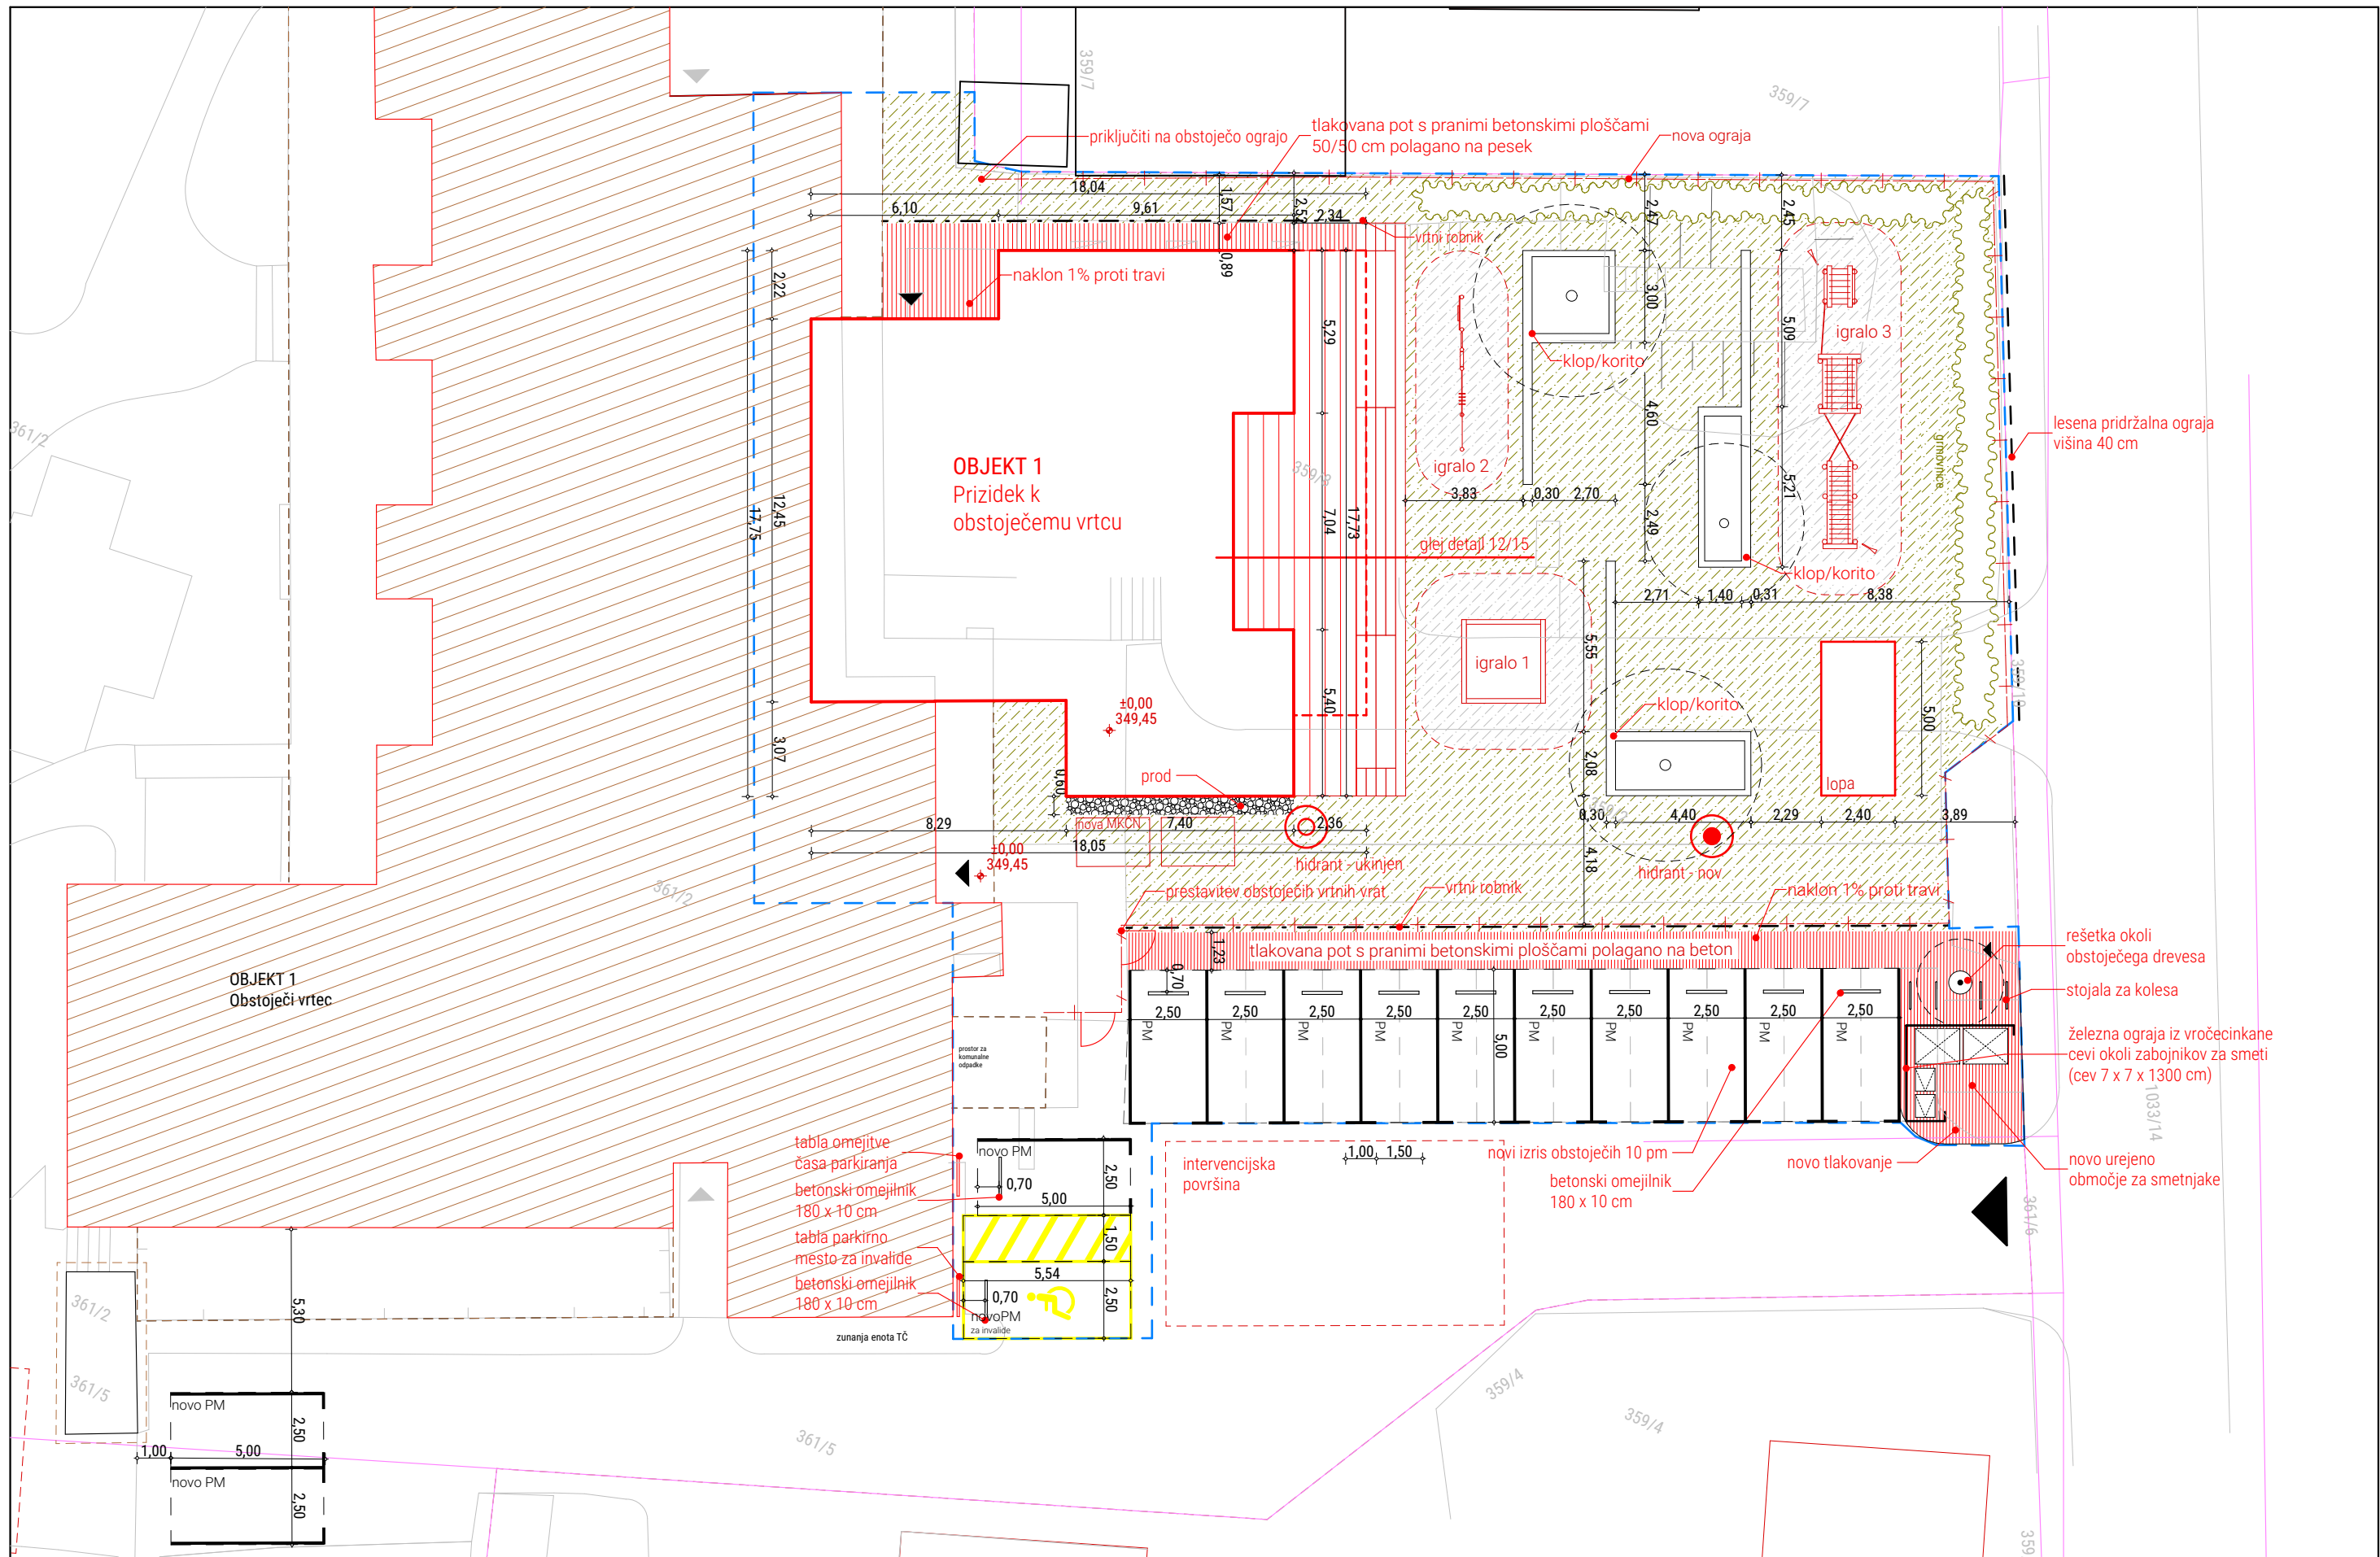 359/7
359/7
priključiti na obstoječo ograjo
tlakovana pot s pranimi betonskimi ploščami
50/50 cm polagano na pesek
nova ograja
18,04
6,10
9,61
1,57
2,34
2,47
2,45
vrtni robnik
0,89
naklon 1% proti travi
2,22
12,45
17,75
3,07
5,29
7,04
17,73
5,40
3,00
4,60
2,49
5,09
5,21
igralo 3
klop/korito
361/2
OBJEKT 1
Prizidek k
obstoječemu vrtcu
igralo 2
grmovnice
lesena pridržalna ograja
višina 40 cm
3,83
0,30
2,70
glej detajl 12/15
klop/korito
2,71
1,40
0,31
8,38
5,55
igralo 1
klop/korito
±0,00
349,45
5,00
2,08
prod
0,60
lopa
nova MKČN
8,29
7,40
2,36
18,05
0,30
4,40
2,29
2,40
3,89
±0,00
349,45
hidrant - ukinjen
4,18
hidrant - nov
361/2
prestavitev obstoječih vrtnih vrat
vrtni robnik
naklon 1% proti travi
1,23
tlakovana pot s pranimi betonskimi ploščami polagano na beton
rešetka okoli
obstoječega drevesa
stojala za kolesa
OBJEKT 1
Obstoječi vrtec
0,70
2,50
2,50
2,50
2,50
2,50
2,50
2,50
2,50
2,50
2,50
PM
PM
PM
PM
PM
PM
PM
PM
PM
PM
5,00
prostor za
komunalne
odpadke
železna ograja iz vročecinkane
cevi okoli zabojnikov za smeti
(cev 7 x 7 x 1300 cm)
1033/14
tabla omejitve
časa parkiranja
novo PM
2,50
0,70
5,00
betonski omejilnik
180 x 10 cm
intervencijska
površina
1,00
1,50
novi izris obstoječih 10 pm
betonski omejilnik
180 x 10 cm
novo tlakovanje
novo urejeno
območje za smetnjake
361/6
tabla parkirno
mesto za invalide
1,50
5,54
betonski omejilnik
180 x 10 cm
0,70
2,50
novoPM
za invalide
zunanja enota TČ
361/2
5,30
361/5
novo PM
2,50
1,00
5,00
novo PM
2,50
361/5
359/4
359/4
359